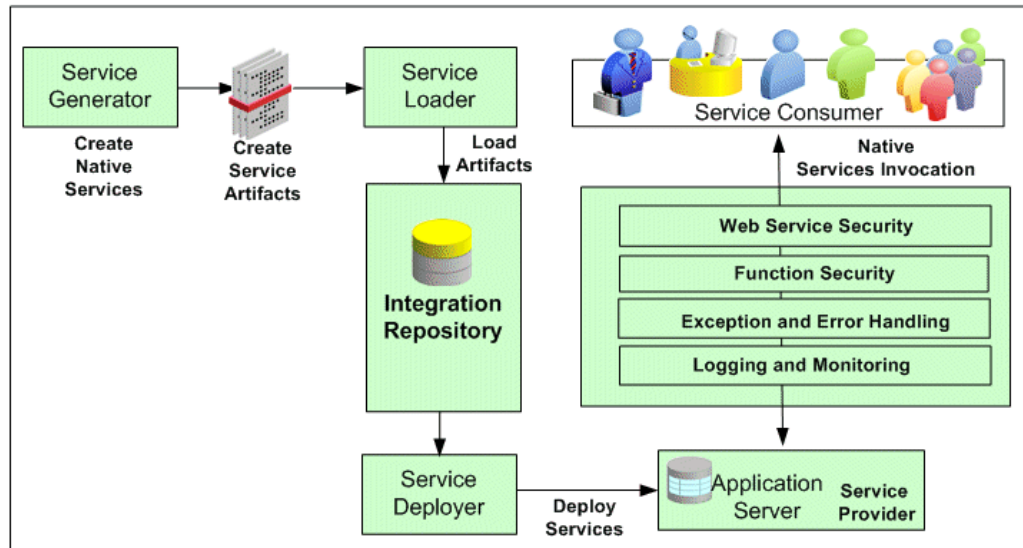 Service
Generator
Create
Native
Services
Create
Service
Artifacts
Service
Loader
Load
Artifacts
Integration
Repository
Service
Deployer
Deploy
Services
Service Consumer
Native
Services Invocation
Web Service Security
Function Security
Exception and Error Handling
Logging and Monitoring
Application
Server
Service
Provider